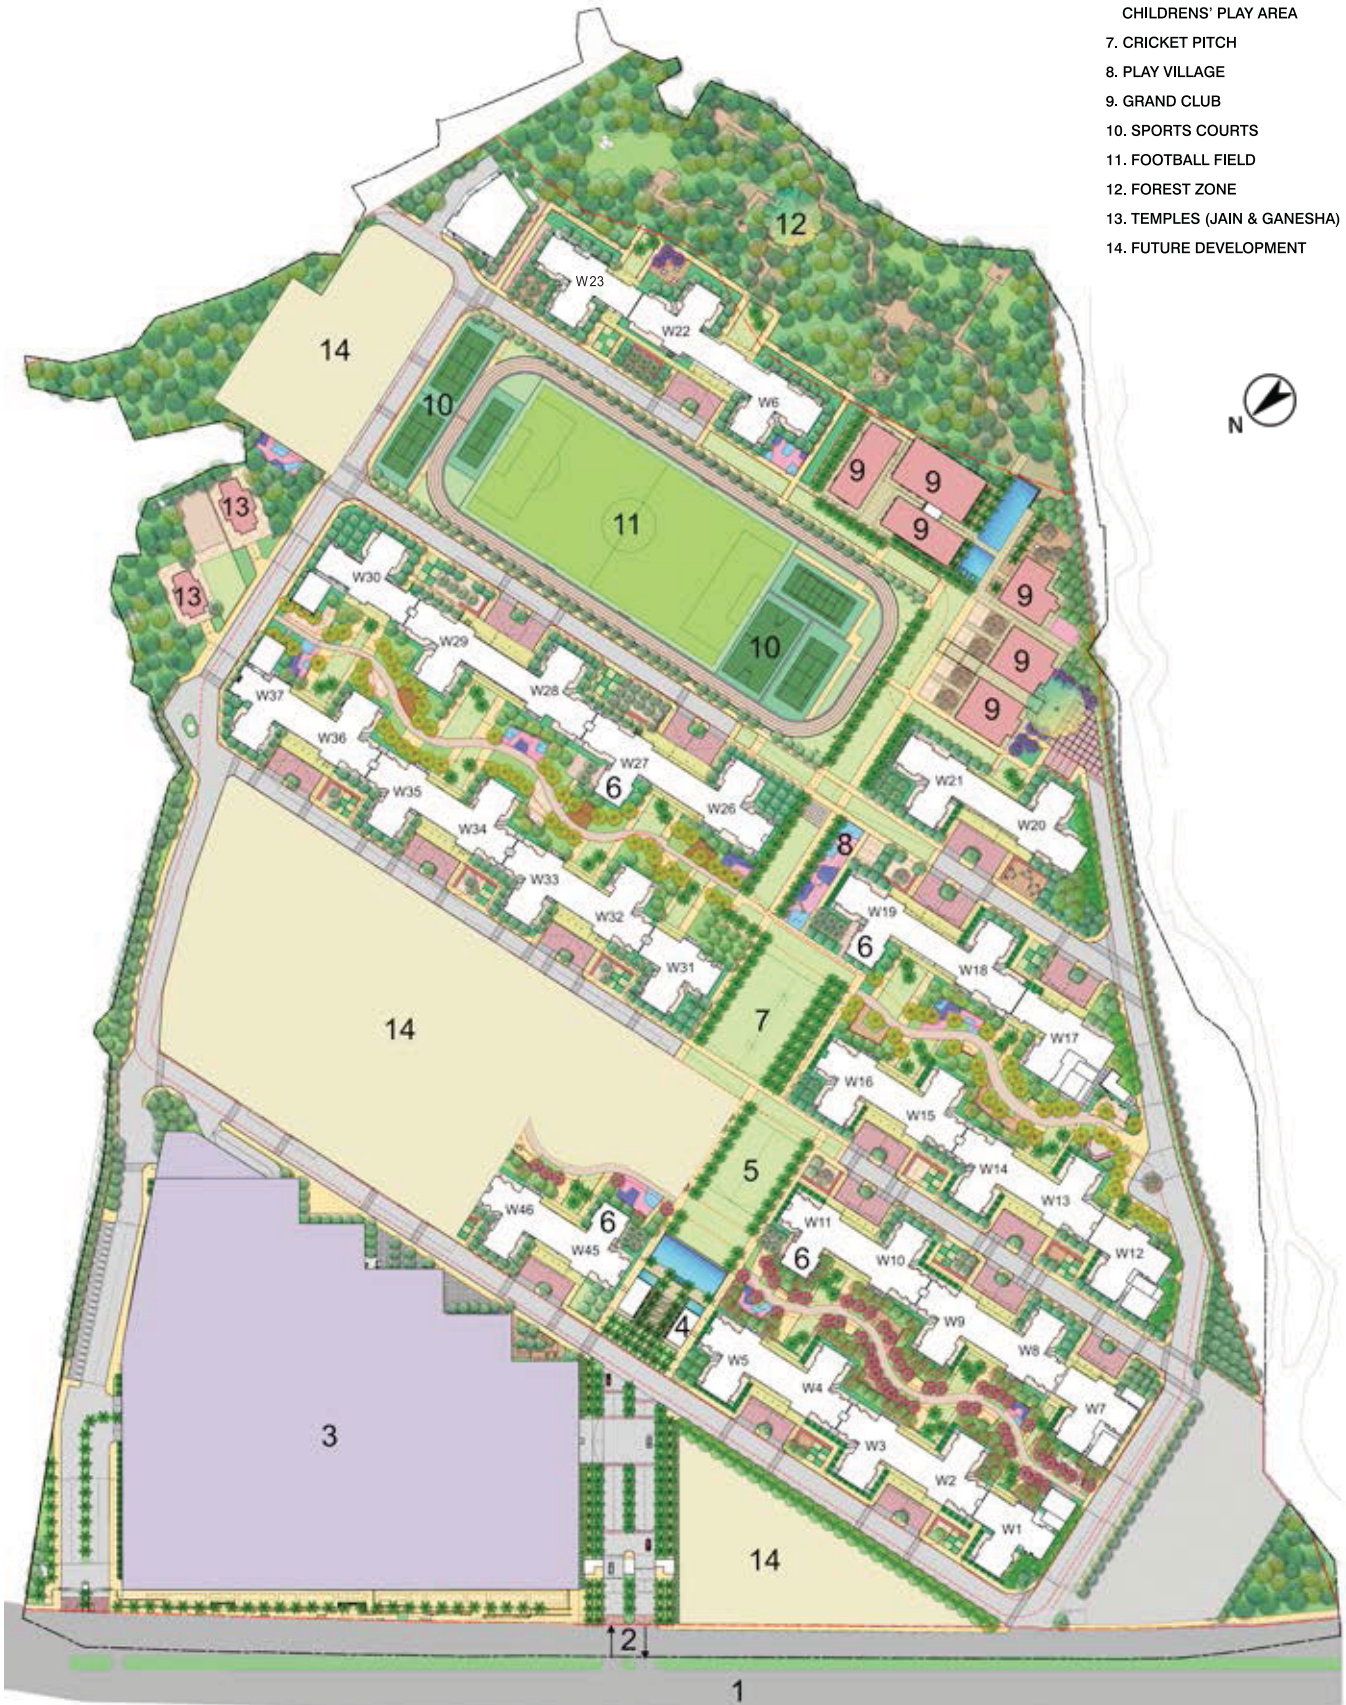 CHILDRENS' PLAY AREA
7. CRICKET PITCH
8. PLAY VILLAGE
9. GRAND CLUB
10. SPORTS COURTS
11. FOOTBALL FIELD
12. FOREST ZONE
13. TEMPLES (JAIN & GANESHA)
14. FUTURE DEVELOPMENT
12
W23
W22
14
N
10
W6
9
9
13
11
9
W30
13
9
W29
10
9
W28
W37
9
W36
W27
W21
6
W35
W26
W20
W34
8
W33
W19
W32
6
W31
W18
14
7
W17
W16
W15
5
W14
W13
W46
6
W11
W45
6
W12
W10
4
W9
W5
W8
W4
W7
3
W3
W2
W1
14
2
1